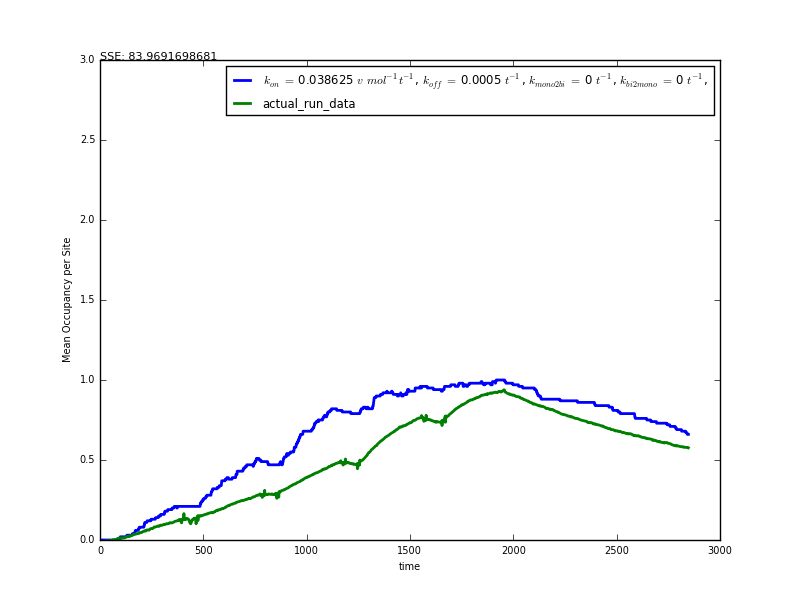 SSE: 83.9691698681
k_on = 0.038625 v mol^-1 t^-1, k_off = 0.0005 t^-1, k_mono2bi = 0 t^-1, k_bi2mono = 0 t^-1,
actual_run_data
3.0
2.5
2.0
1.5
1.0
0.5
0.0
Mean Occupancy per Site
0 500 1000 1500 2000 2500 3000
time